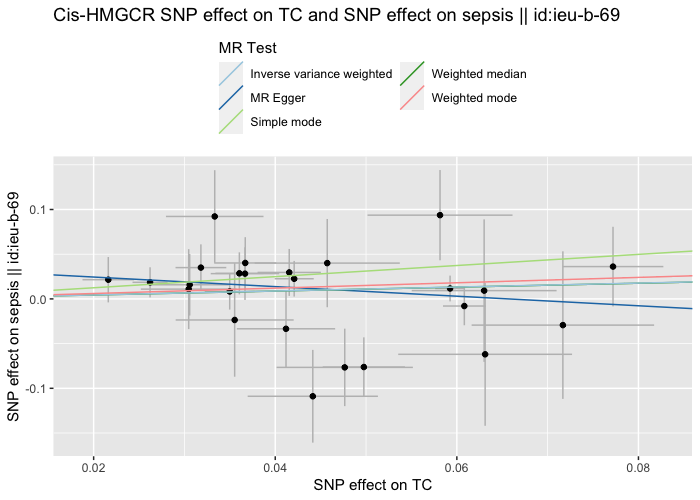 Cis-HMGCR SNP effect on TC and SNP effect on sepsis || id:ieu-b-69
MR Test
Inverse variance weighted
Weighted median
MR Egger
Weighted mode
Simple mode
SNP effect on sepsis || id:ieu-b-69
0.1
0.0
-0.1
0.02 0.04 0.06 0.08
SNP effect on TC